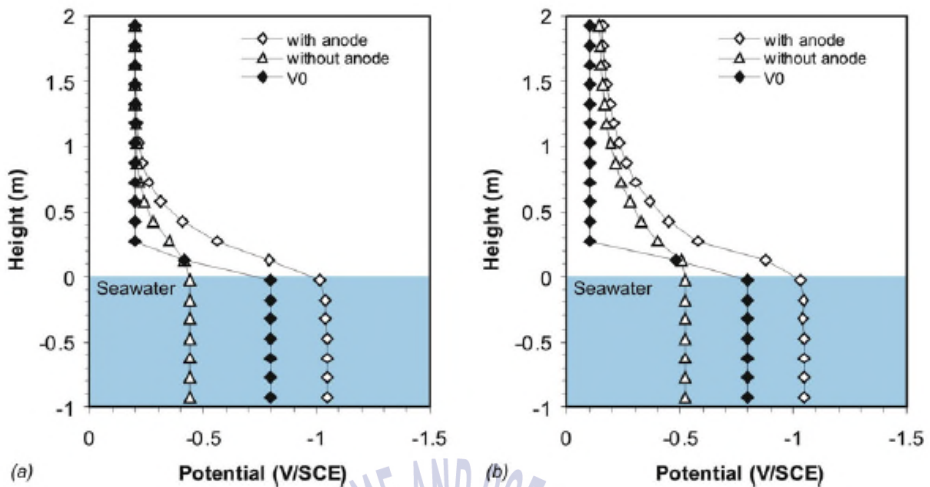 2
1.5
1
0.5
0
-0.5
-1
Height (m)
with anode
without anode
V0
Seawater
0
-0.5
-1
-1.5
(a)
Potential (V/SCE)
2
1.5
1
0.5
0
-0.5
-1
Height (m)
with anode
without anode
V0
Seawater
0
-0.5
-1
-1.5
(b)
Potential (V/SCE)